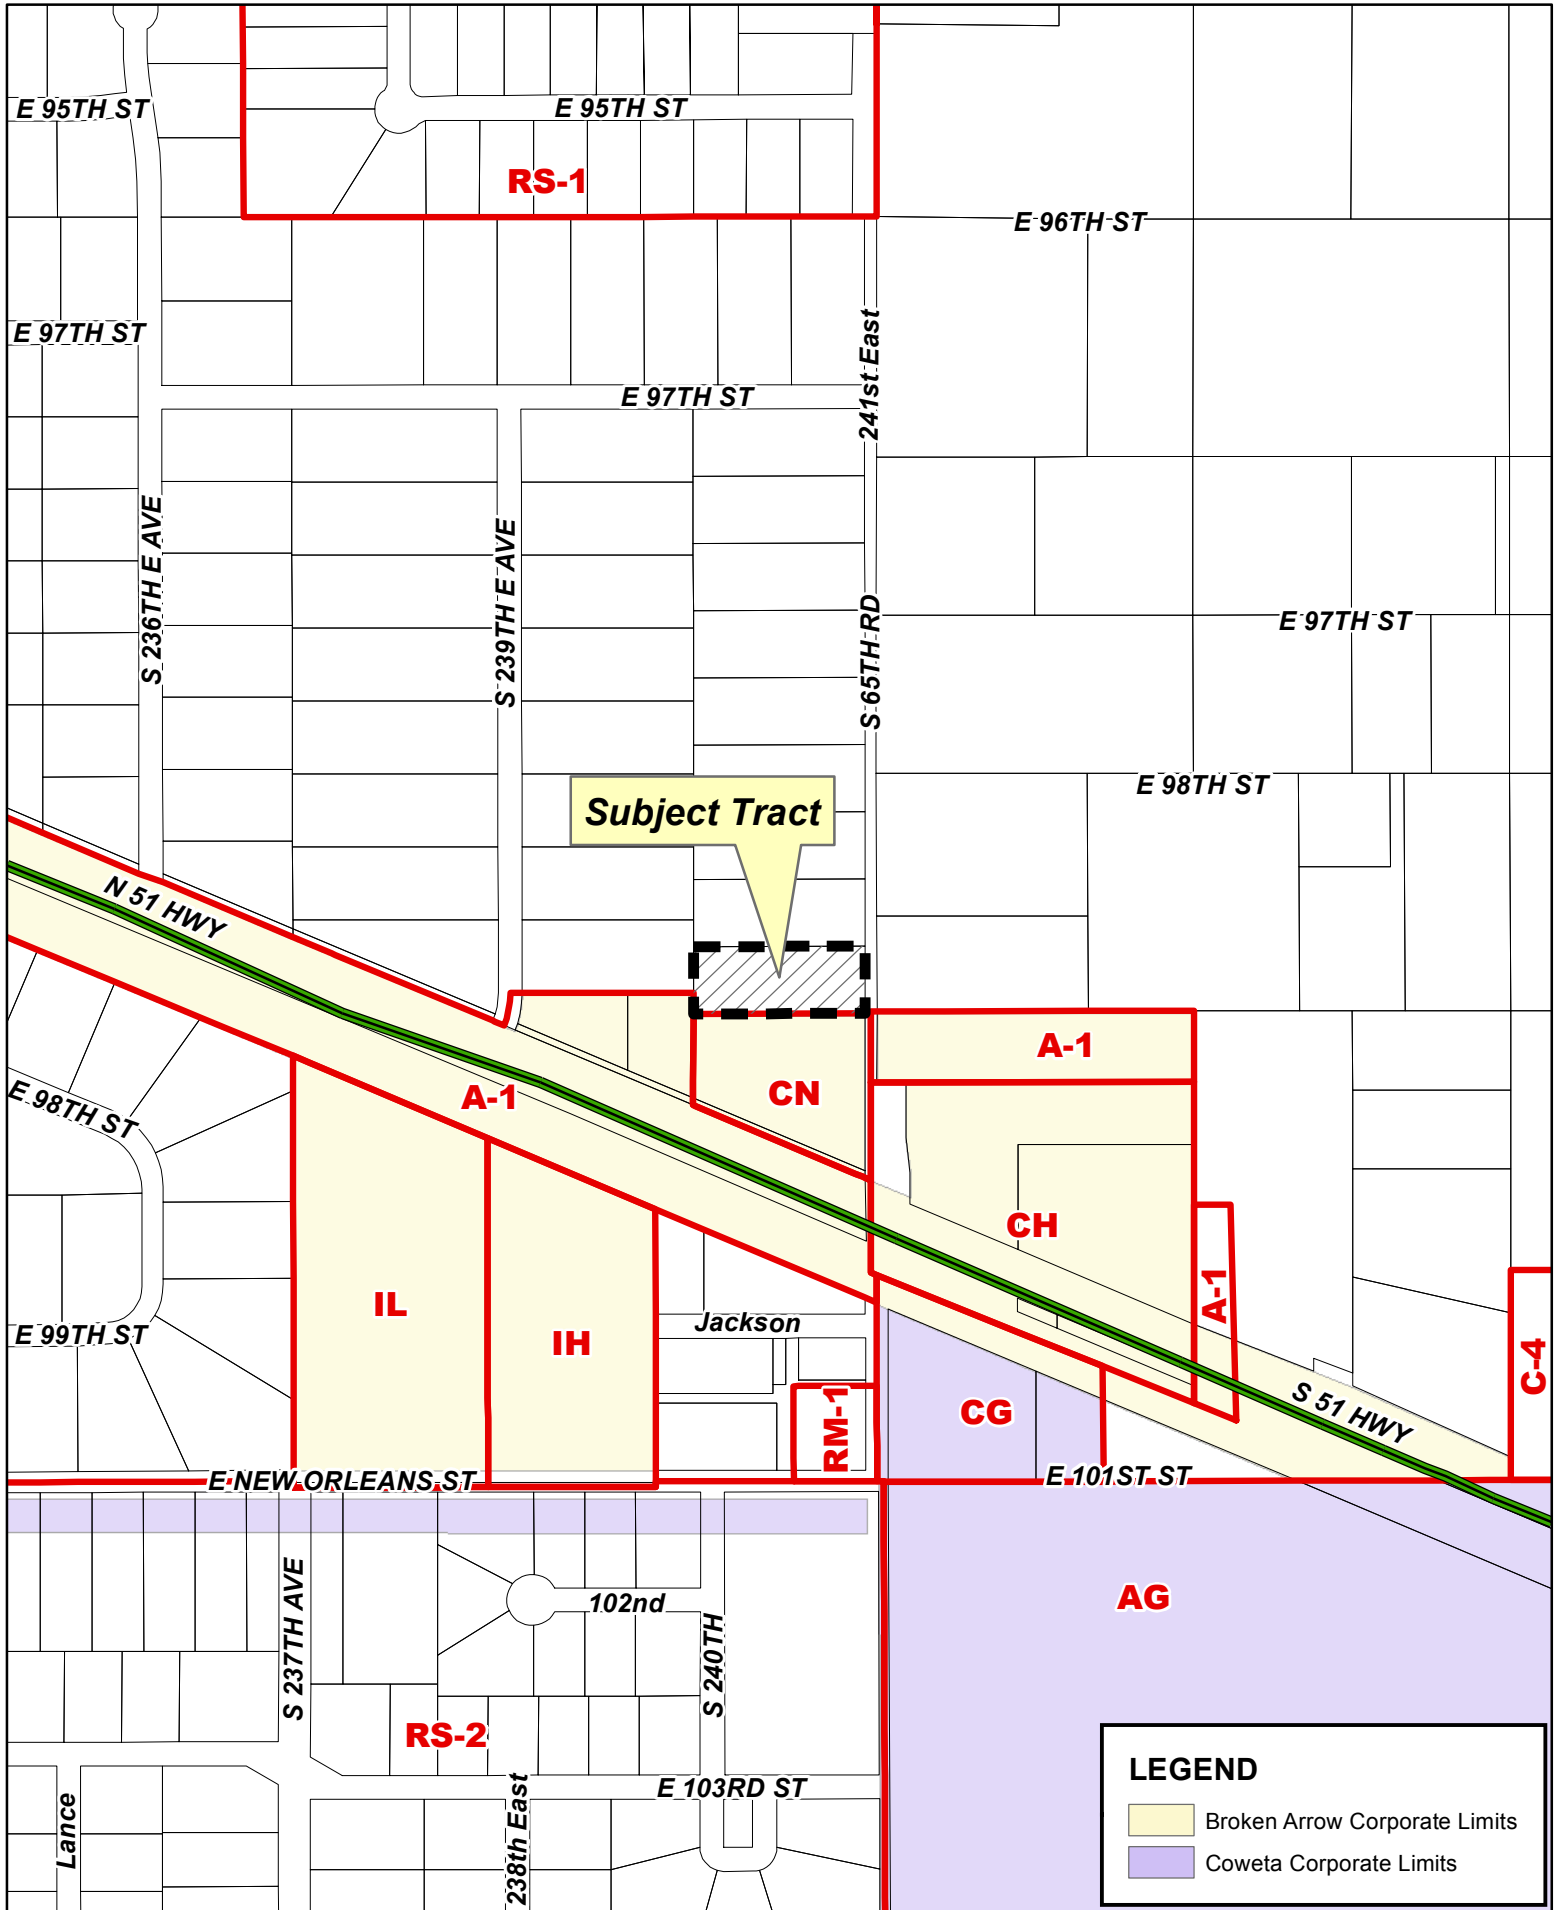 E 95TH ST
E 95TH ST
RS-1
E 96TH ST
E 97TH ST
241st East
E 97TH ST
S 236TH E AVE
S 239TH E AVE
S 65TH RD
E 97TH ST
E 98TH ST
Subject Tract
N 51 HWY
A-1
CN
A-1
E 98TH ST
CH
A-1
IL
IH
Jackson
E 99TH ST
C-4
RM-1
CG
S 51 HWY
E NEW ORLEANS ST
E 101ST ST
102nd
AG
S 237TH AVE
S 240TH
RS-2
E 103RD ST
Lance
238th East
LEGEND
Broken Arrow Corporate Limits
Coweta Corporate Limits